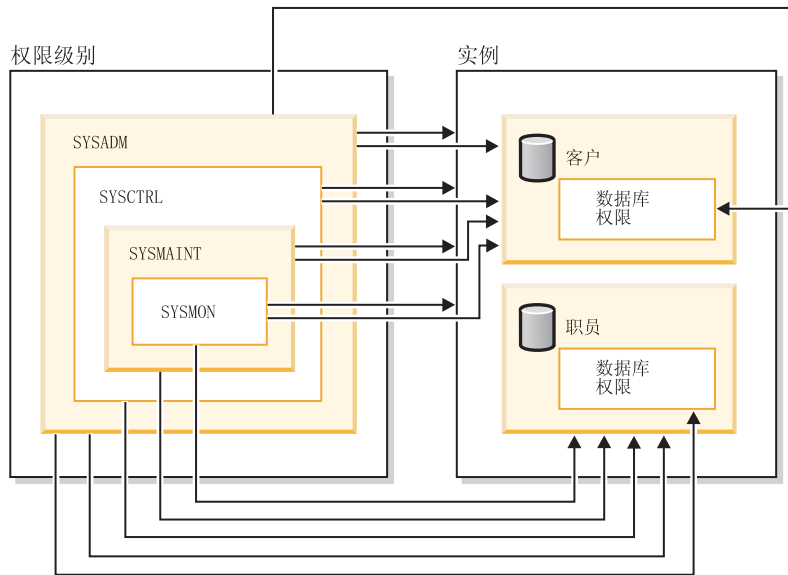 权限级别
SYSADM
SYSCTRL
SYSMAINT
SYSMON
实例
客户
数据库
权限
职员
数据库
权限